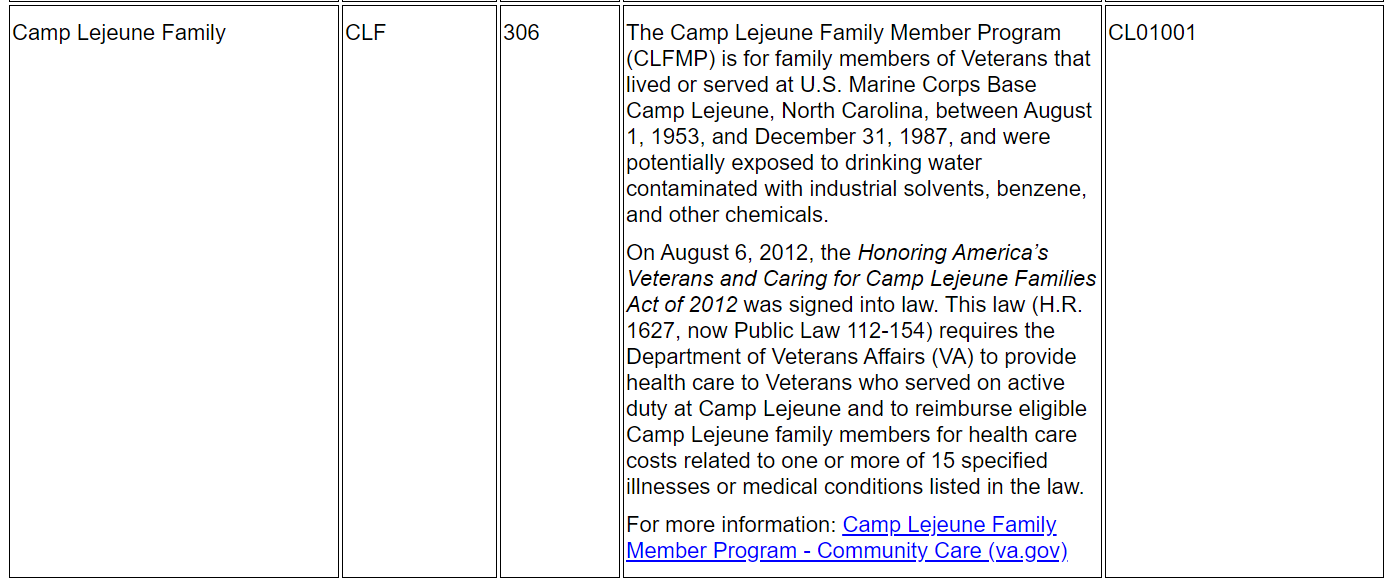 Camp Lejeune Family
CLF
306
The Camp Lejeune Family Member Program
(CLFMP) is for family members of Veterans that
lived or served at U.S. Marine Corps Base
Camp Lejeune, North Carolina, between August
1, 1953, and December 31, 1987, and were
potentially exposed to drinking water
contaminated with industrial solvents, benzene,
and other chemicals.
On August 6, 2012, the Honoring America’s
Veterans and Caring for Camp Lejeune Families
Act of 2012 was signed into law. This law (H.R.
1627, now Public Law 112-154) requires the
Department of Veterans Affairs (VA) to provide
health care to Veterans who served on active
duty at Camp Lejeune and to reimburse eligible
Camp Lejeune family members for health care
costs related to one or more of 15 specified
illnesses or medical conditions listed in the law.
For more information: Camp Lejeune Family
Member Program - Community Care (va.gov)
CL01001